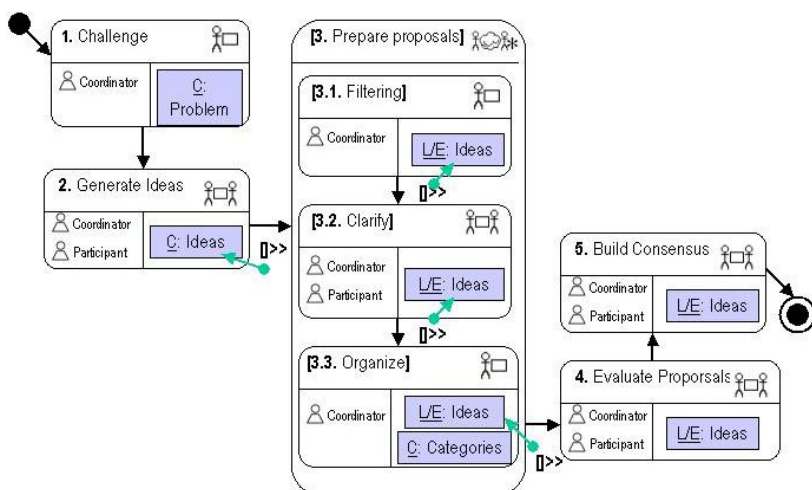 1. Challenge
Coordinator
C:
Problem
2. Generate Ideas
Coordinator
Participant
C: Ideas
[]>>
[3. Prepare proposals]
[3.1. Filtering]
Coordinator
L/E: Ideas
[]>>
[3.2. Clarify]
Coordinator
Participant
L/E: Ideas
[]>>
[3.3. Organize]
Coordinator
L/E: Ideas
C: Categories
[]>>
4. Evaluate Proporsals
Coordinator
Participant
L/E: Ideas
5. Build Consensus
Coordinator
Participant
L/E: Ideas